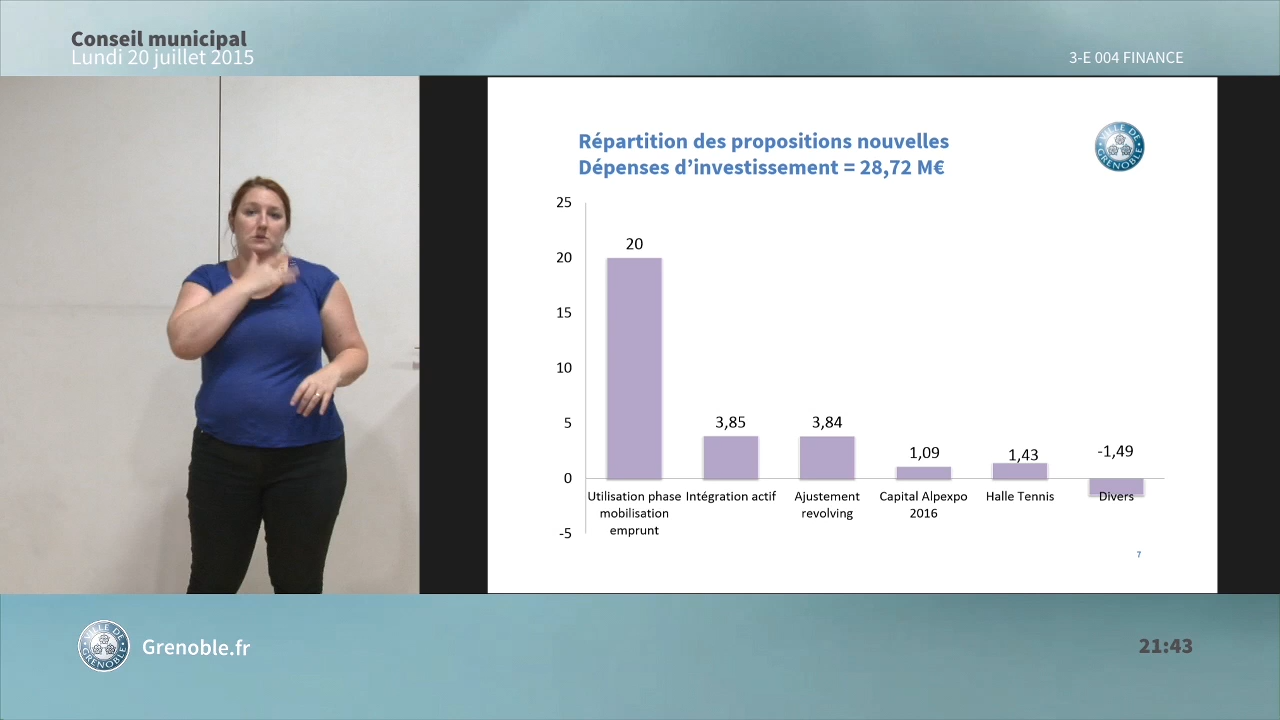 Conseil municipal
Lundi 20 juillet 2015
3-E 004 FINANCE
Répartition des propositions nouvelles
Dépenses d'investissement = 28,72 M€
VILLE DE
GRENOBLE
25
20
15
10
5
0
-5
20
3,85
3,84
1,09
1,43
-1,49
Utilisation phase
mobilisation
emprunt
Intégration actif
Ajustement
revolving
Capital Alpexpo
2016
Halle Tennis
Divers
7
VILLE DE
GRENOBLE
Grenoble.fr
21:43